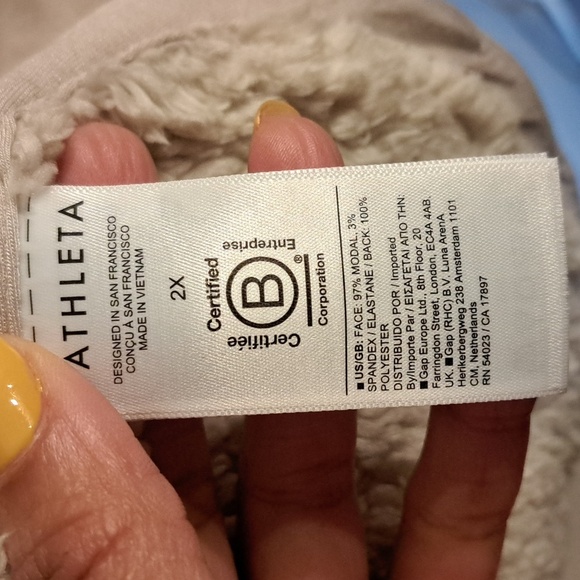 ATHLETA
DESIGNED IN SAN FRANCISCO
CONÇU À SAN FRANCISCO
MADE IN VIETNAM
2X
Certified
Entreprise
B
®
Certifiée
Corporation
■ US/GB: FACE: 97% MODAL, 3%
SPANDEX / ELASTANE / BACK: 100%
POLYESTER
DISTRIBUIDO POR / Imported
By/Importe Par / ΕΙΣΑΓΕΤΑΙ ΑΠΟ ΤΗΝ:
■Gap Europe Ltd., 8th Floor, 20
Farringdon Street, London, EC4A 4AB,
UK, ■Gap (RHC) B.V. Luna ArenA
Herikerbergweg 238 Amsterdam 1101
CM, Netherlands
RN 54023 / CA 17897